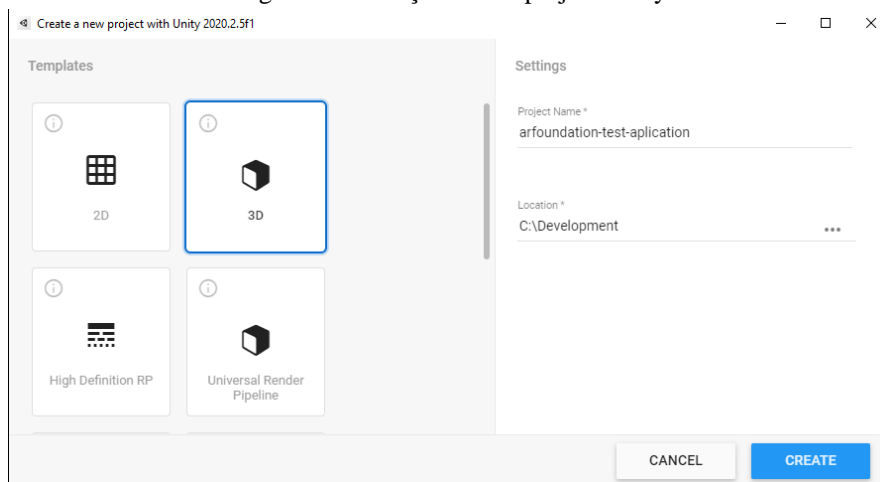 Create a new project with Unity 2020.2.5f1
Templates
2D
3D
High Definition RP
Universal Render
Pipeline
Settings
Project Name *
arfoundation-test-aplication
Location *
C:\Development
CANCEL
CREATE